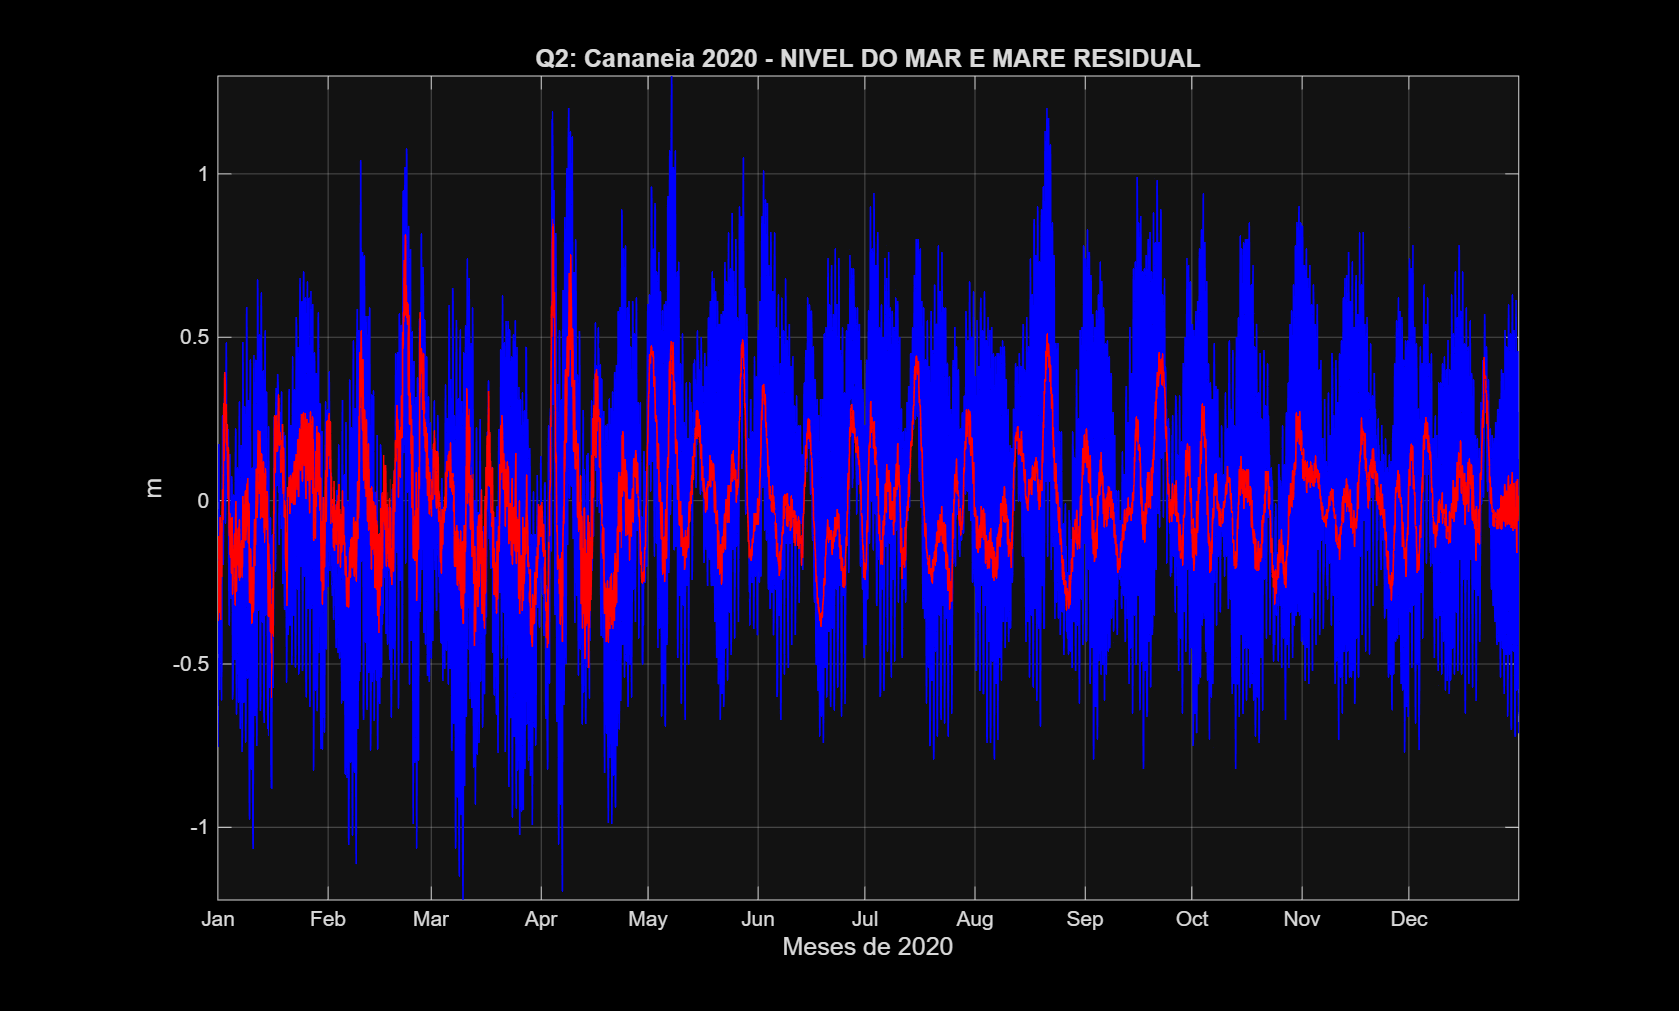 Q2: Cananeia 2020 - NIVEL DO MAR E MARE RESIDUAL
1
0.5
0
-0.5
-1
m
Jan Feb Mar Apr May Jun Jul Aug Sep Oct Nov Dec
Meses de 2020